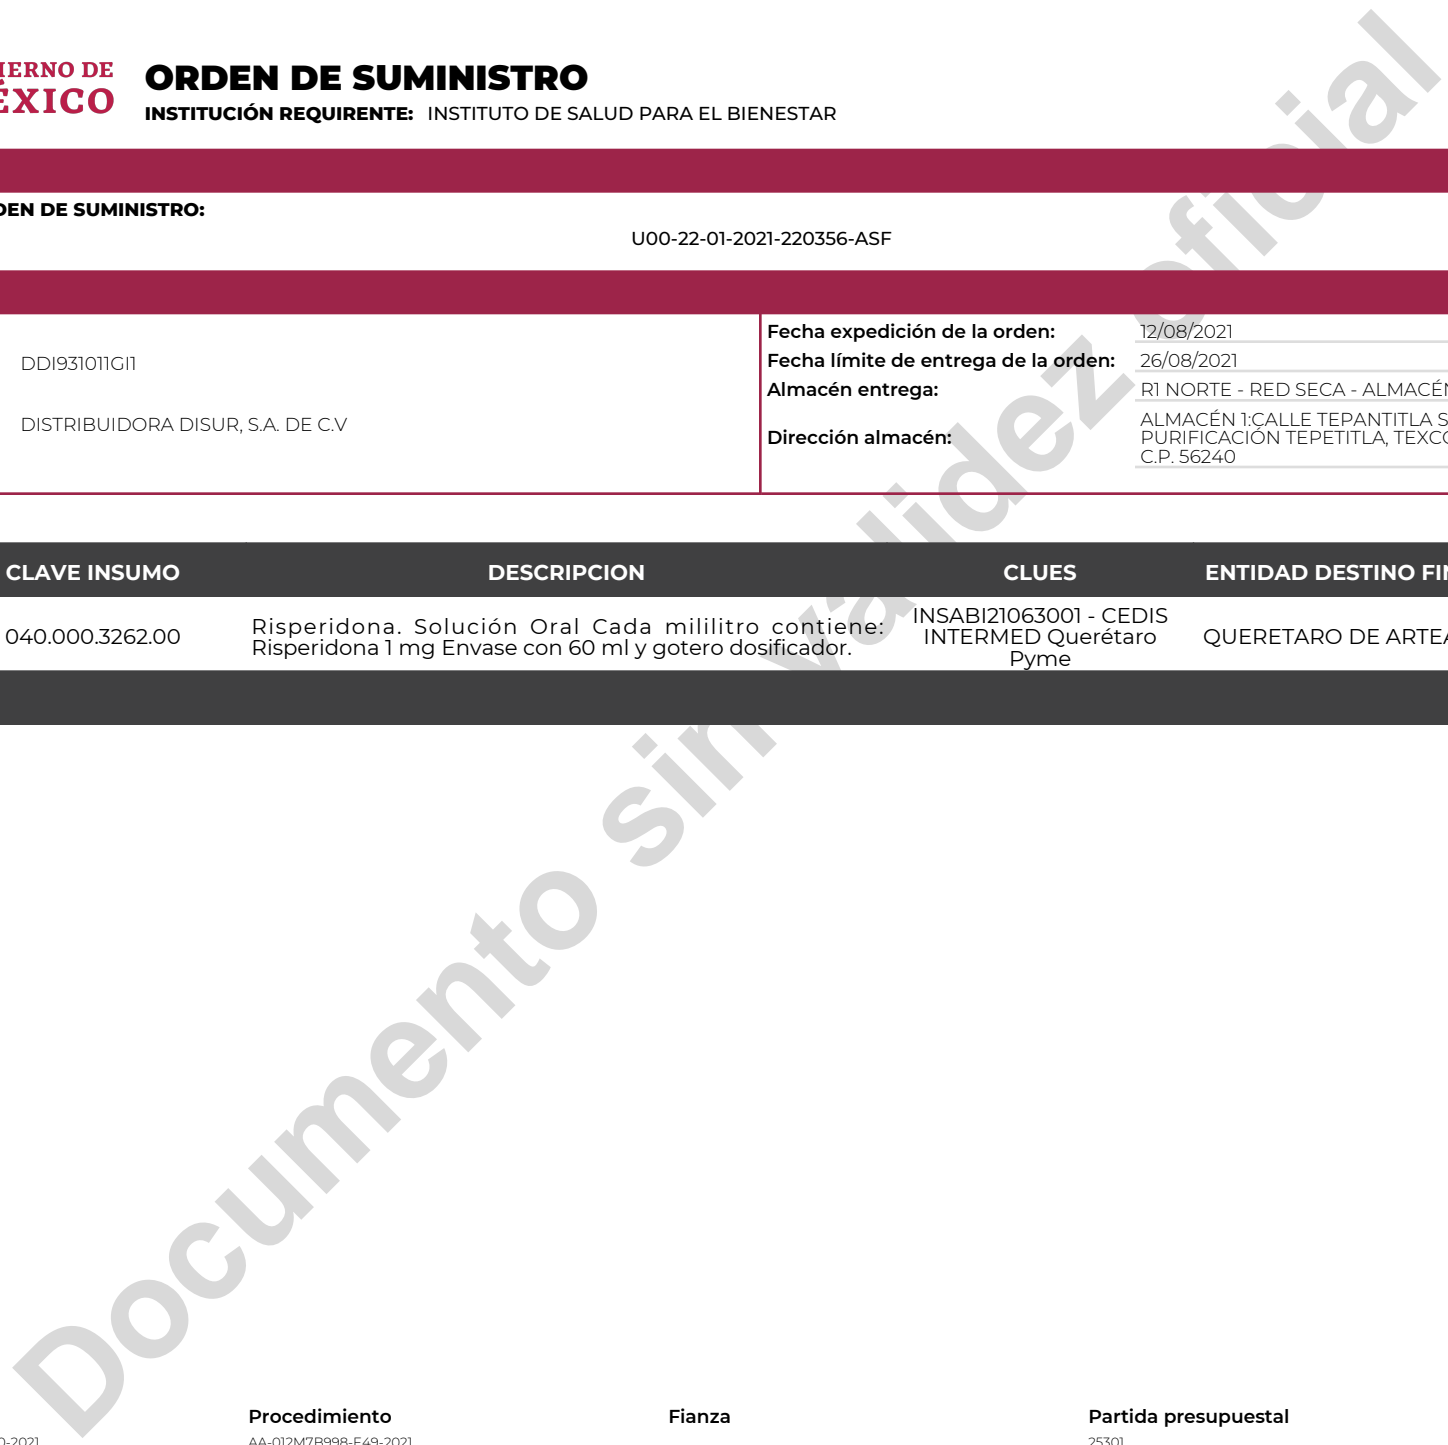 ORDEN DE SUMINISTRO
INSTITUCIÓN REQUIRENTE: INSTITUTO DE SALUD PARA EL BIENESTAR
IERNO DE
ÉXICO
DEN DE SUMINISTRO:
U00-22-01-2021-220356-ASF
DDI931011GI1
DISTRIBUIDORA DISUR, S.A. DE C.V
Fecha expedición de la orden: 12/08/2021
Fecha límite de entrega de la orden: 26/08/2021
Almacén entrega: R1 NORTE - RED SECA - ALMACÉN
Dirección almacén:
ALMACÉN 1:CALLE TEPANTITLA S
PURIFICACIÓN TEPETITLA, TEXCO
C.P. 56240
CLAVE INSUMO DESCRIPCION CLUES ENTIDAD DESTINO FIN
040.000.3262.00
Risperidona. Solución Oral Cada mililitro contiene:
Risperidona 1 mg Envase con 60 ml y gotero dosificador.
INSABI21063001 - CEDIS
INTERMED Querétaro
Pyme
QUERETARO DE ARTEA
Documento sin validez oficial
Procedimiento Fianza Partida presupuestal
0-2021 AA-012M7B998-E49-2021 25301